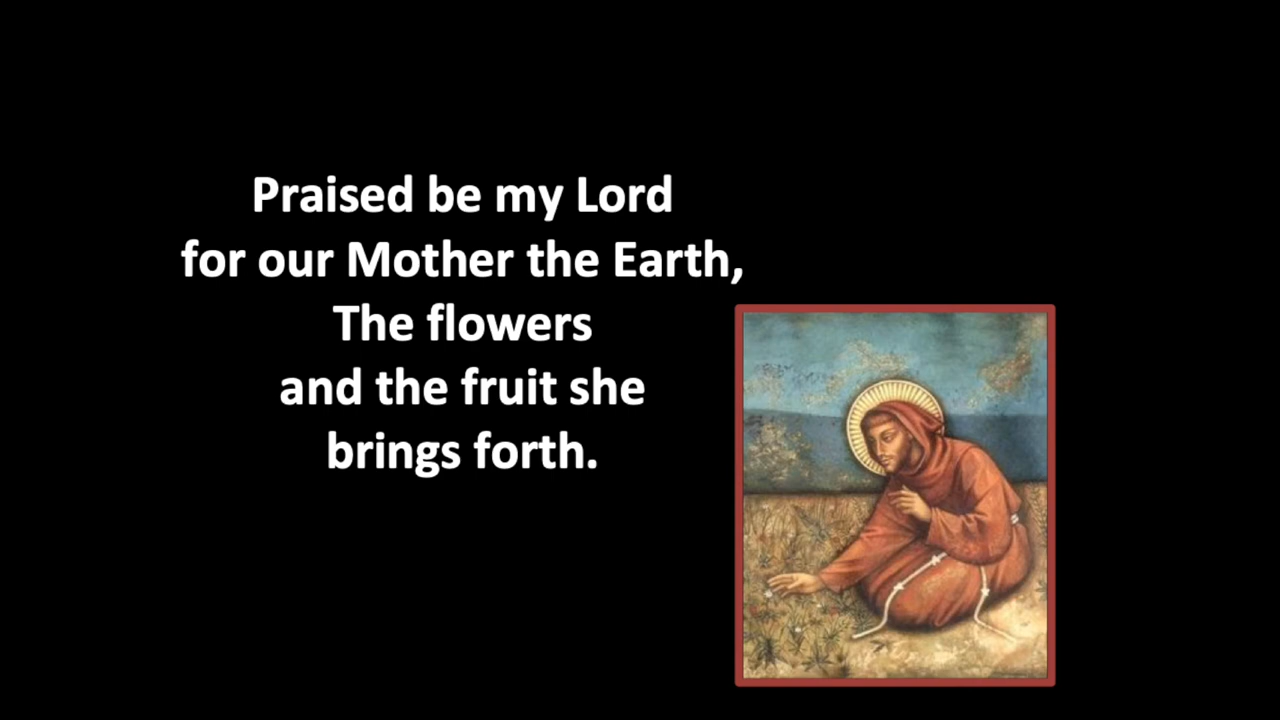 Praised be my Lord
for our Mother the Earth,
The flowers
and the fruit she
brings forth.